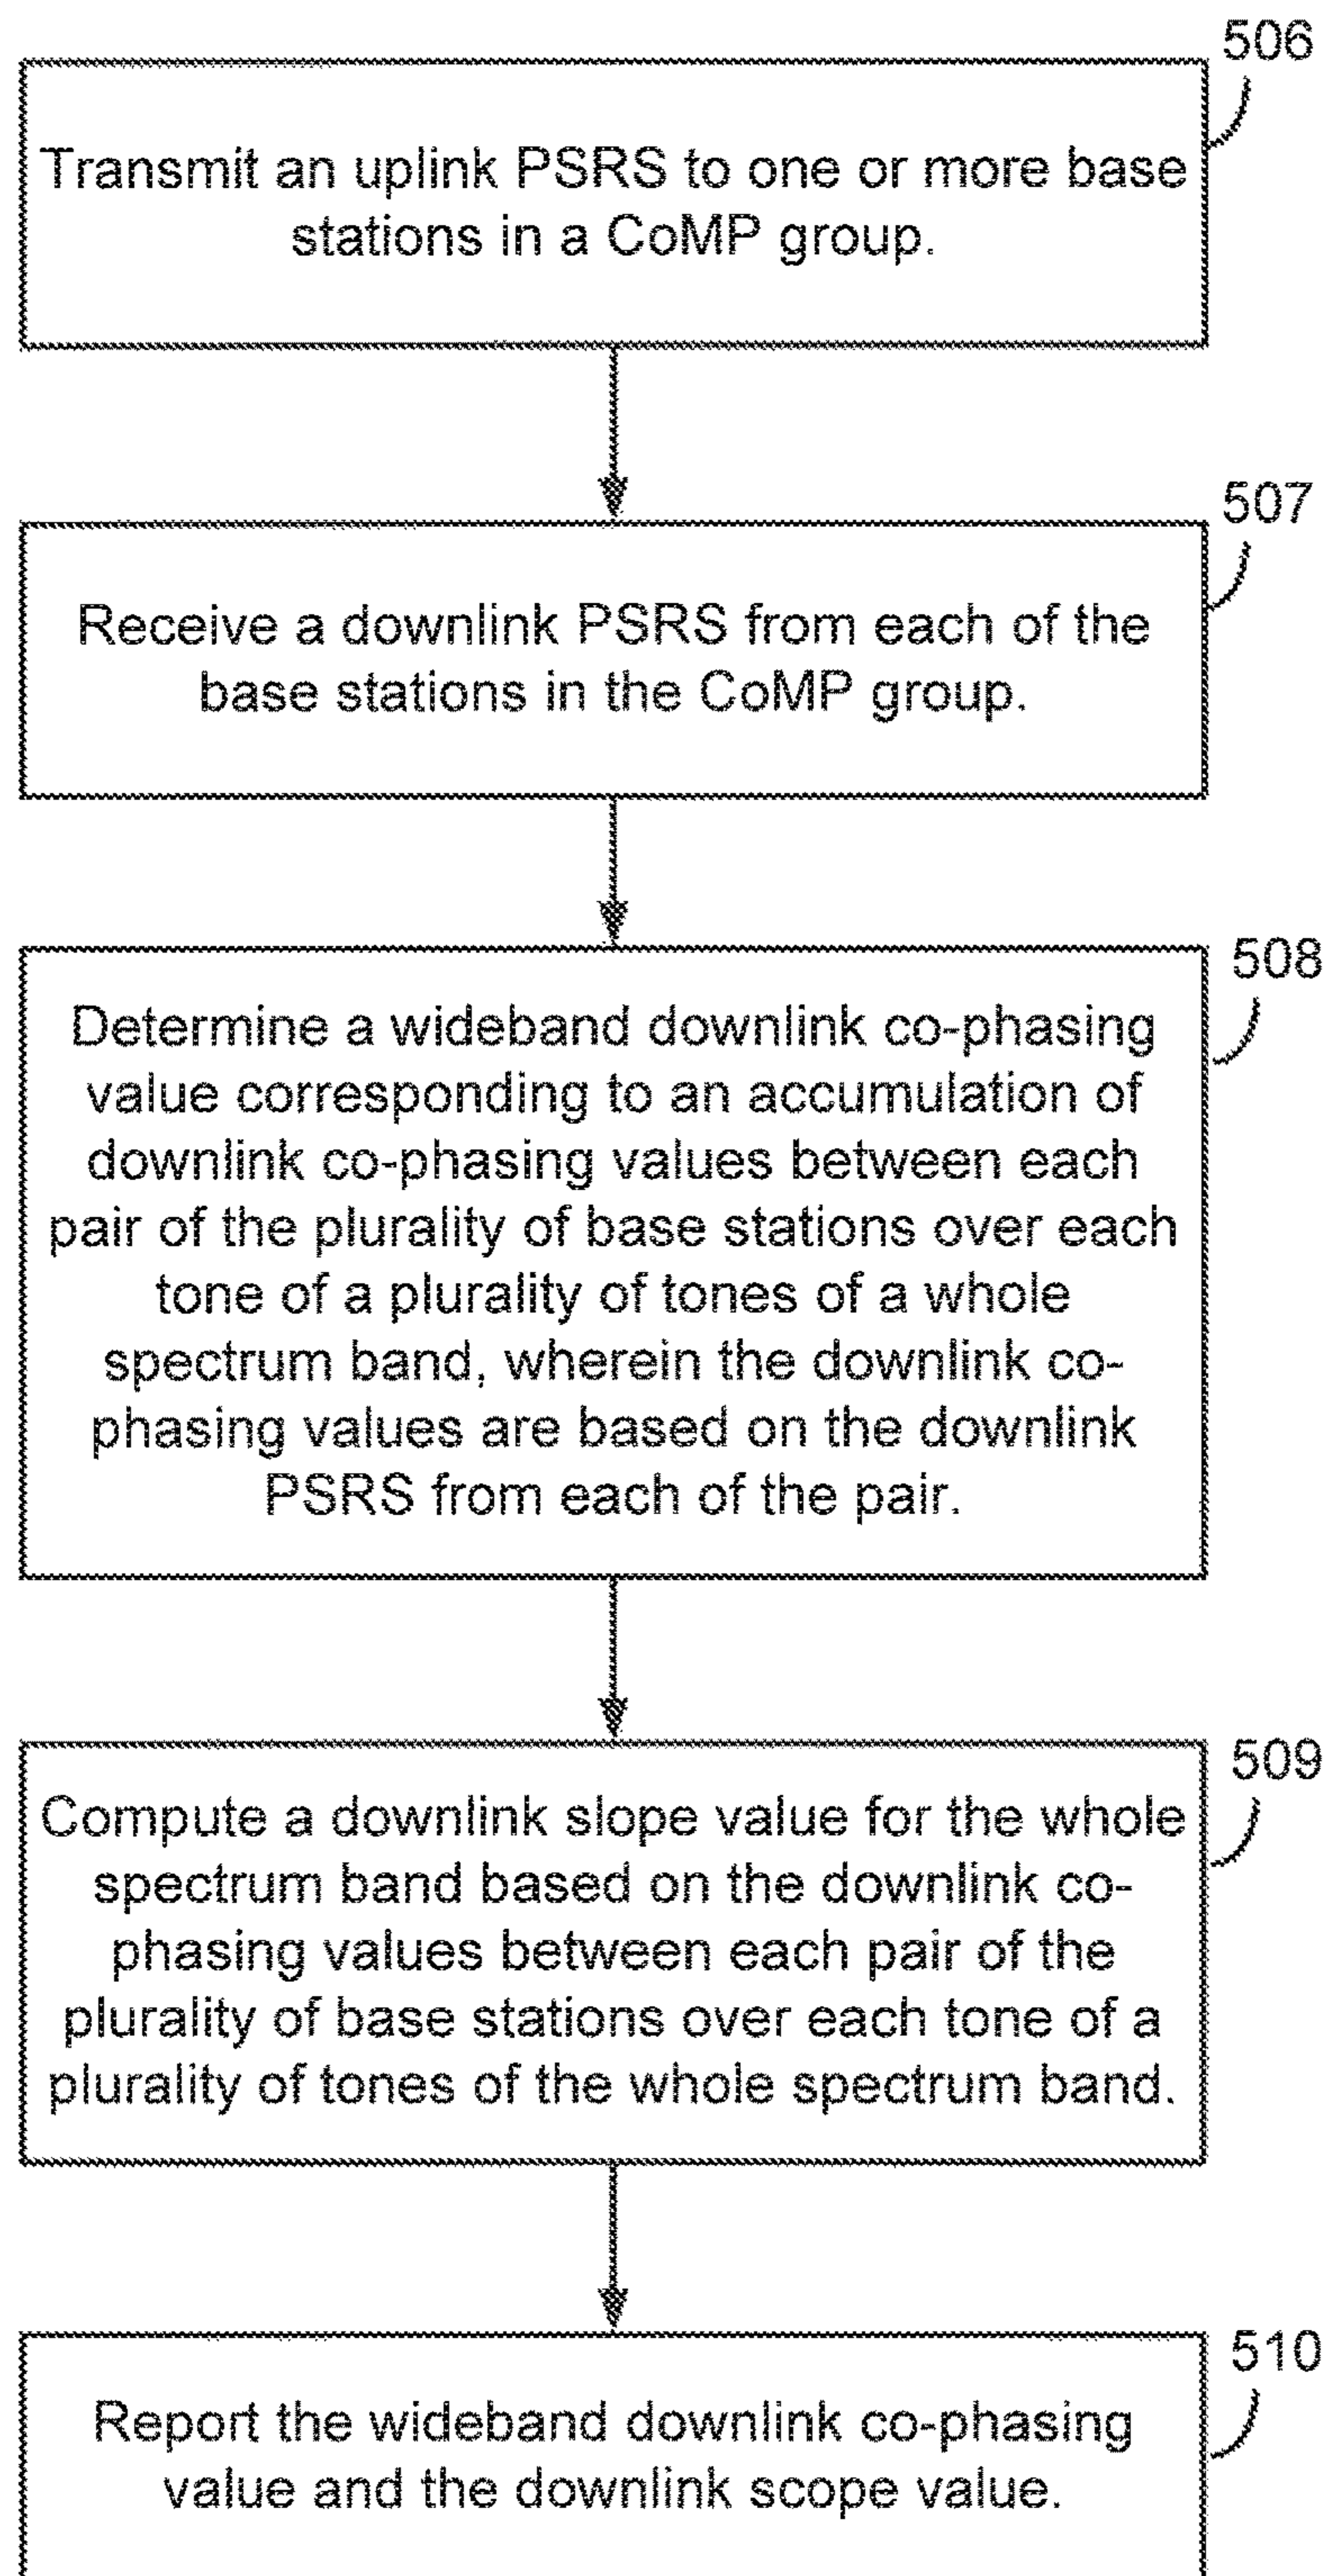 506
Transmit an uplink PSRS to one or more base
stations in a CoMP group.
507
Receive a downlink PSRS from each of the
base stations in the CoMP group.
508
Determine a wideband downlink co-phasing
value corresponding to an accumulation of
downlink co-phasing values between each
pair of the plurality of base stations over each
tone of a plurality of tones of a whole
spectrum band, wherein the downlink co-
phasing values are based on the downlink
PSRS from each of the pair.
509
Compute a downlink slope value for the whole
spectrum band based on the downlink co-
phasing values between each pair of the
plurality of base stations over each tone of a
plurality of tones of the whole spectrum band.
510
Report the wideband downlink co-phasing
value and the downlink scope value.